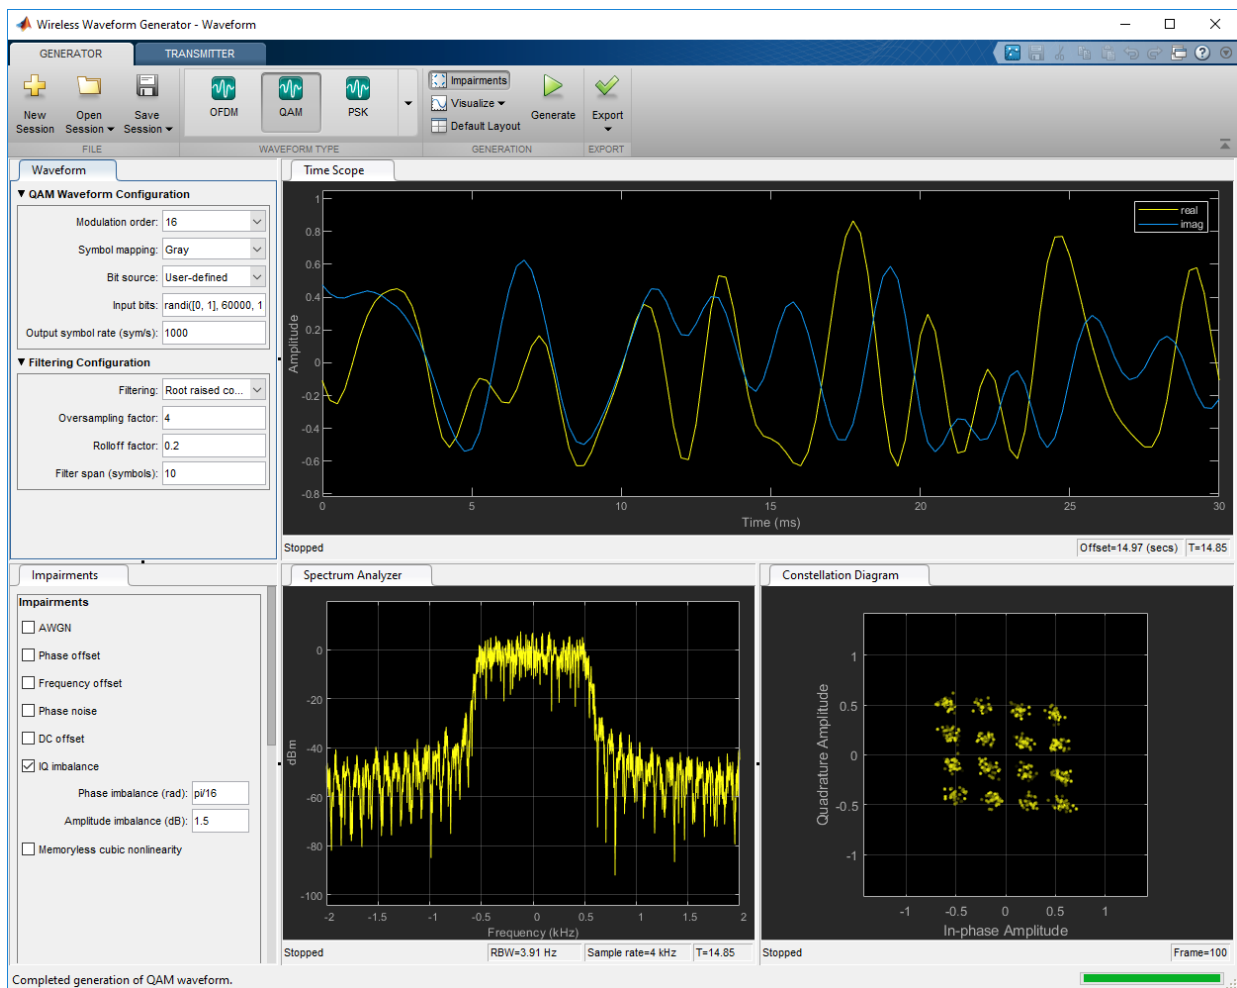 Wireless Waveform Generator - Waveform
GENERATOR
TRANSMITTER
New Session
Open Session
Save Session
FILE
OFDM
QAM
PSK
WAVEFORM TYPE
Impairments
Visualize
Default Layout
Generate
GENERATION
Export
EXPORT
Waveform
QAM Waveform Configuration
Modulation order: 16
Symbol mapping: Gray
Bit source: User-defined
Input bits: randi([0, 1], 60000, 1
Output symbol rate (sym/s): 1000
Filtering Configuration
Filtering: Root raised co...
Oversampling factor: 4
Rolloff factor: 0.2
Filter span (symbols): 10
Time Scope
1
0.8
0.6
0.4
0.2
0
-0.2
-0.4
-0.6
-0.8
Amplitude
real
imag
0 5 10 15 20 25 30
Time (ms)
Stopped
Offset=14.97 (secs) T=14.85
Impairments
Impairments
AWGN
Phase offset
Frequency offset
Phase noise
DC offset
IQ imbalance
Phase imbalance (rad): pi/16
Amplitude imbalance (dB): 1.5
Memoryless cubic nonlinearity
Spectrum Analyzer
0
-20
-40
-60
-80
-100
dBm
-2 -1.5 -1 -0.5 0 0.5 1 1.5 2
Frequency (kHz)
Stopped
RBW=3.91 Hz Sample rate=4 kHz T=14.85
Constellation Diagram
1
0.5
0
-0.5
-1
Quadrature Amplitude
-1 -0.5 0 0.5 1
In-phase Amplitude
Stopped
Frame=100
Completed generation of QAM waveform.